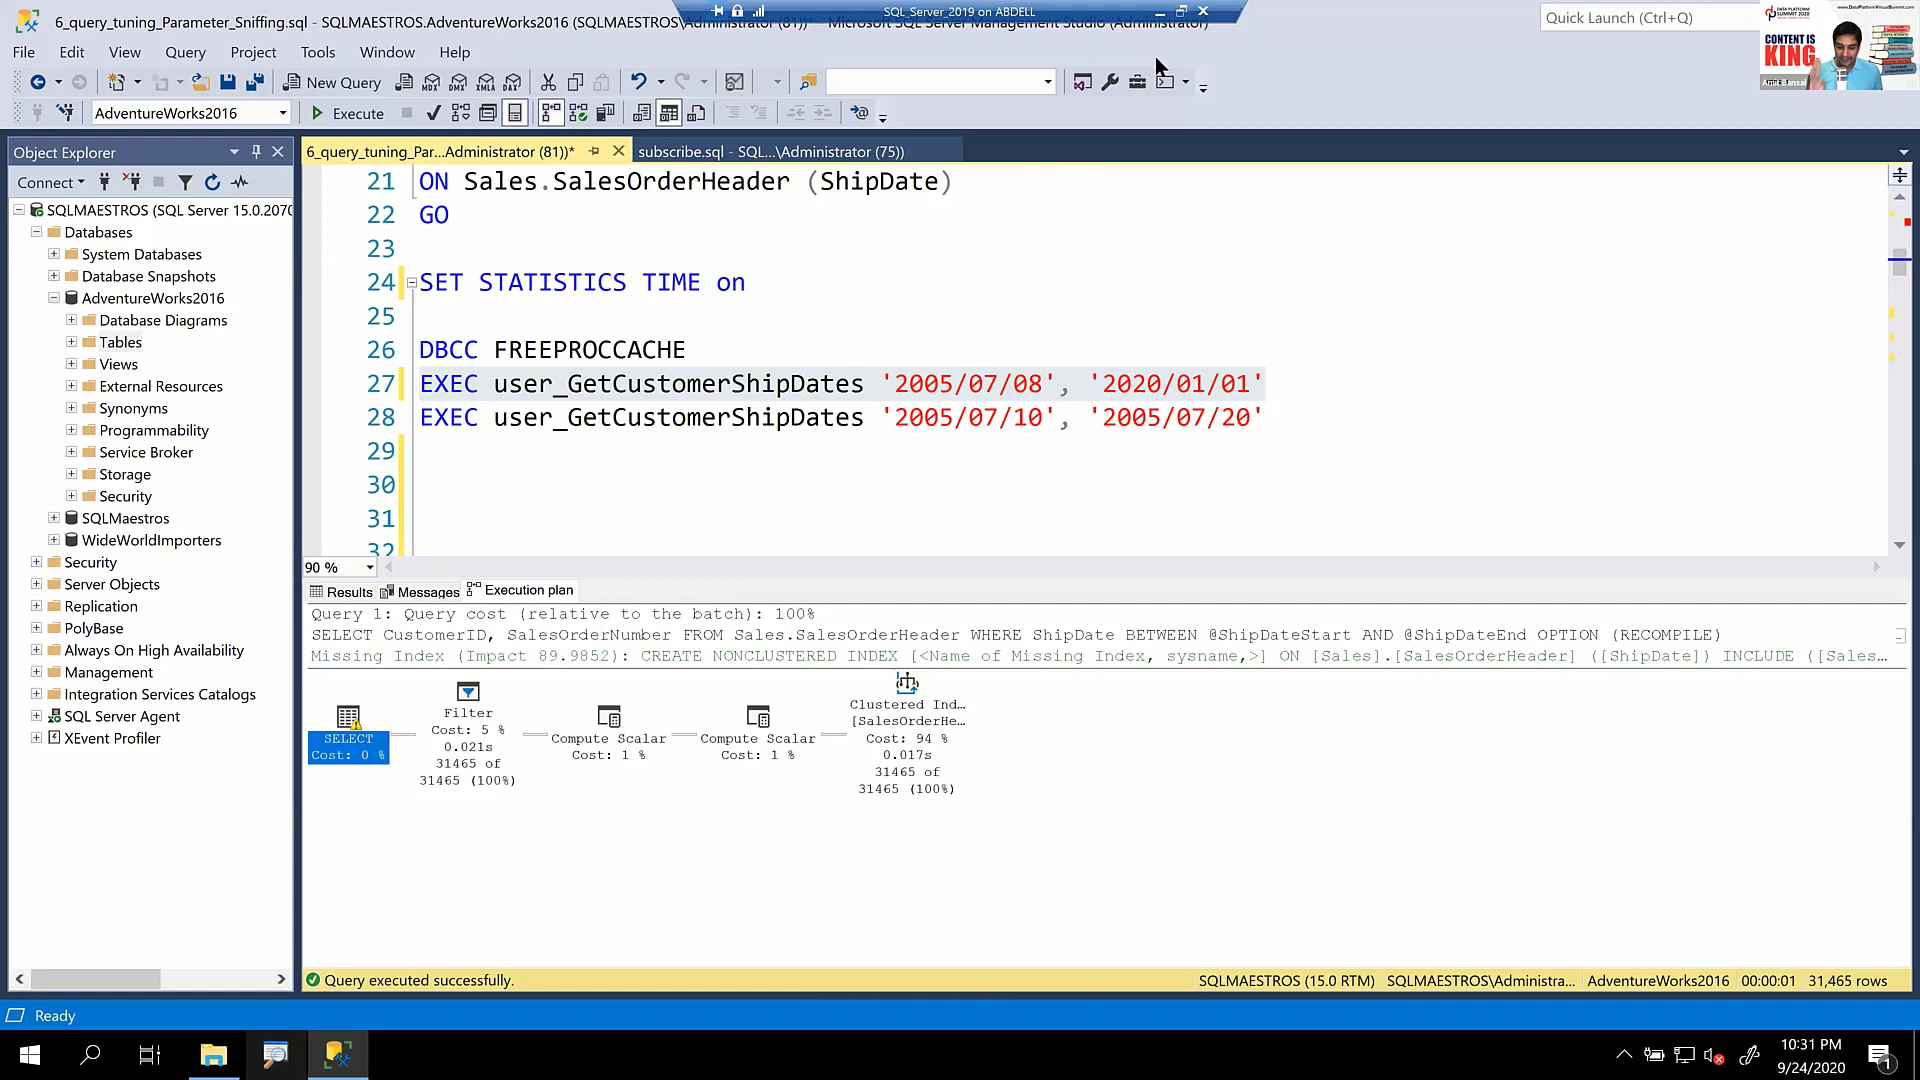 6_query_tuning_Parameter_Sniffing.sql - SQLMAESTROS.AdventureWorks2016 (SQLMAESTROS\Administrator (81))* - Microsoft SQL Server Management Studio (Administrator)
SQL_Server_2019 on ABDELL
Quick Launch (Ctrl+Q)
CONTENT IS
KING
File Edit View Query Project Tools Window Help
New Query
AdventureWorks2016
Execute
Object Explorer
6_query_tuning_Par...Administrator (81))*
subscribe.sql - SQL...\Administrator (75))
Connect
SQLMAESTROS (SQL Server 15.0.2070
Databases
System Databases
Database Snapshots
AdventureWorks2016
Database Diagrams
Tables
Views
External Resources
Synonyms
Programmability
Service Broker
Storage
Security
SQLMaestros
WideWorldImporters
Security
Server Objects
Replication
PolyBase
Always On High Availability
Management
Integration Services Catalogs
SQL Server Agent
XEvent Profiler
21 ON Sales.SalesOrderHeader (ShipDate)
22 GO
23
24 SET STATISTICS TIME on
25
26 DBCC FREEPROCCACHE
27 EXEC user_GetCustomerShipDates '2005/07/08', '2020/01/01'
28 EXEC user_GetCustomerShipDates '2005/07/10', '2005/07/20'
29
30
31
32
90 %
Results Messages Execution plan
Query 1: Query cost (relative to the batch): 100%
SELECT CustomerID, SalesOrderNumber FROM Sales.SalesOrderHeader WHERE ShipDate BETWEEN @ShipDateStart AND @ShipDateEnd OPTION (RECOMPILE)
Missing Index (Impact 89.9852): CREATE NONCLUSTERED INDEX [<Name of Missing Index, sysname,>] ON [Sales].[SalesOrderHeader] ([ShipDate]) INCLUDE ([Sales...
SELECT
Cost: 0 %
Filter
Cost: 5 %
0.021s
31465 of
31465 (100%)
Compute Scalar
Cost: 1 %
Compute Scalar
Cost: 1 %
Clustered Ind...
[SalesOrderHe...
Cost: 94 %
0.017s
31465 of
31465 (100%)
Query executed successfully.
SQLMAESTROS (15.0 RTM)
SQLMAESTROS\Administra...
AdventureWorks2016
00:00:01
31,465 rows
Ready
10:31 PM
9/24/2020
1